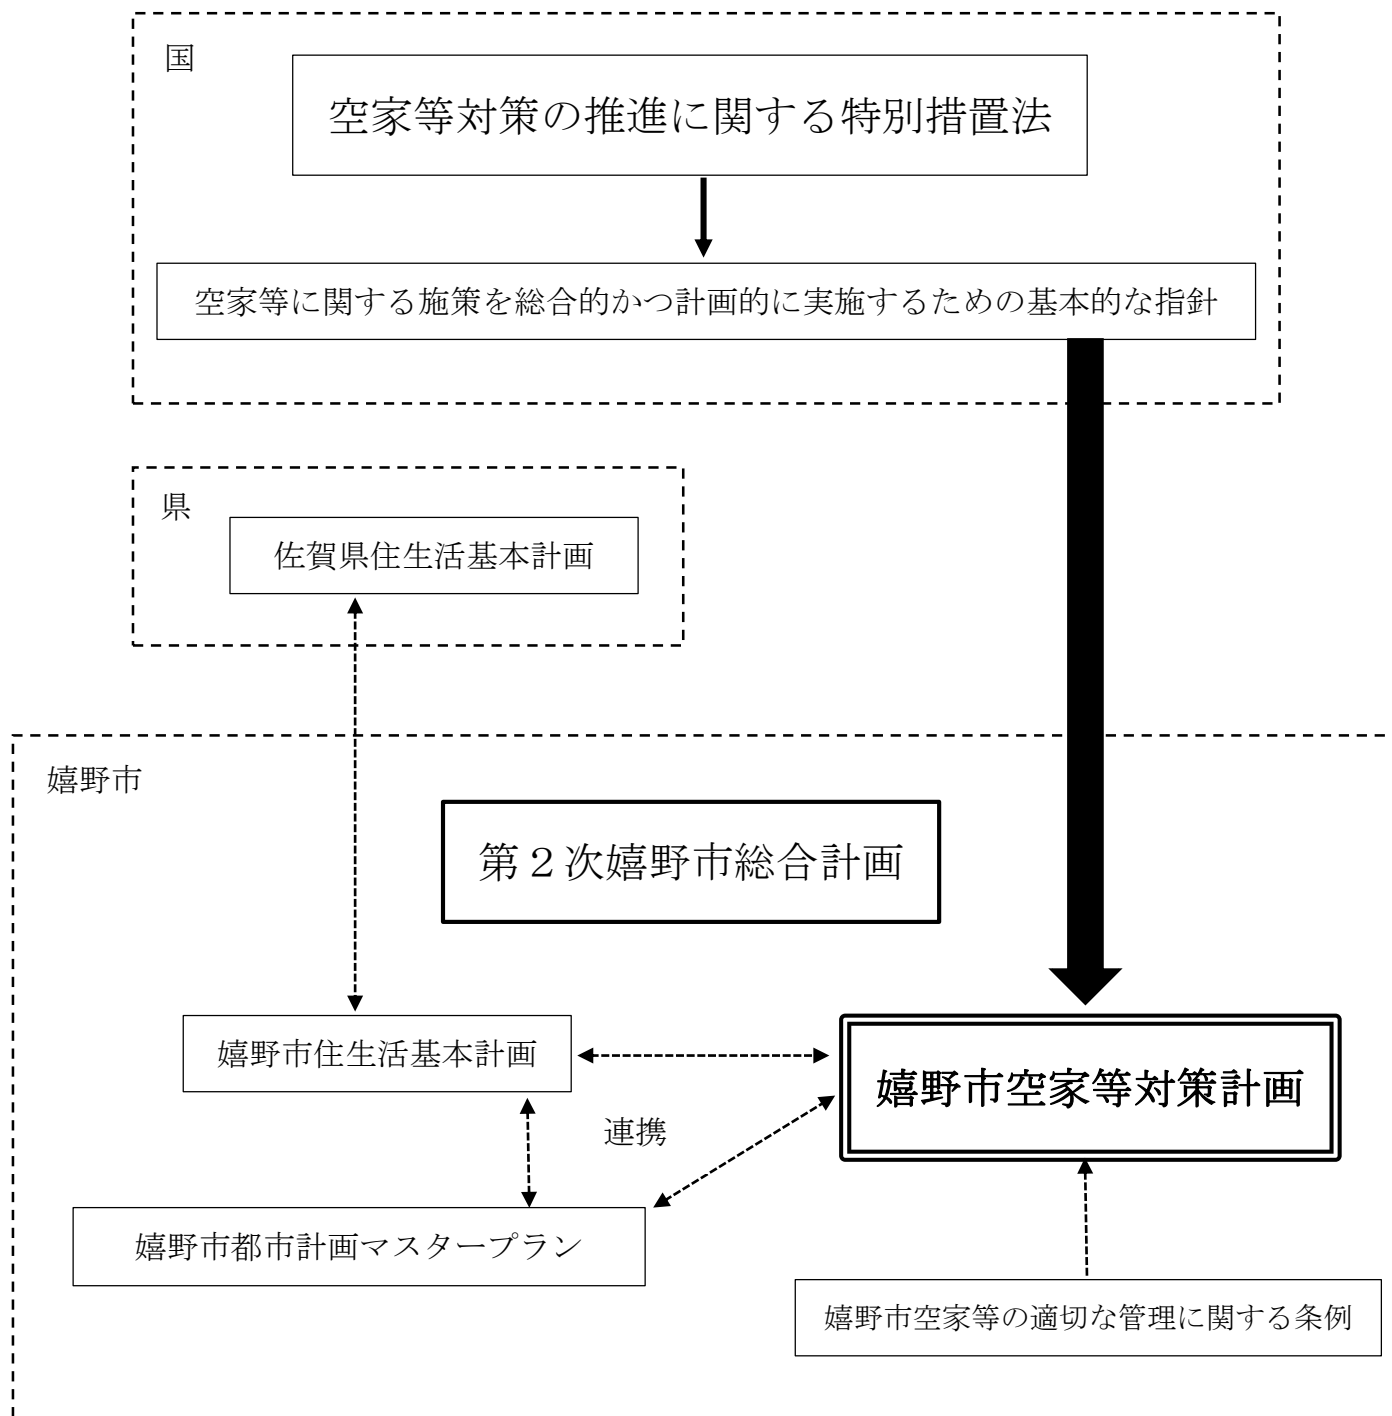 国
空家等対策の推進に関する特別措置法
空家等に関する施策を総合的かつ計画的に実施するための基本的な指針
県
佐賀県住生活基本計画
嬉野市
第２次嬉野市総合計画
嬉野市住生活基本計画
嬉野市空家等対策計画
連携
嬉野市都市計画マスタープラン
嬉野市空家等の適切な管理に関する条例